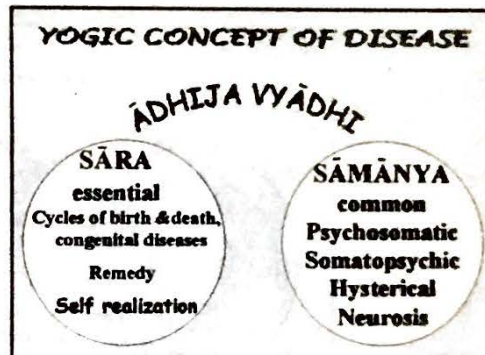 YOGIC CONCEPT OF DISEASE
ĀDHIJA VYĀDHI
SĀRA
essential
Cycles of birth & death,
congenital diseases
Remedy
Self realization
SĀMĀNYA
common
Psychosomatic
Somatopsychic
Hysterical
Neurosis